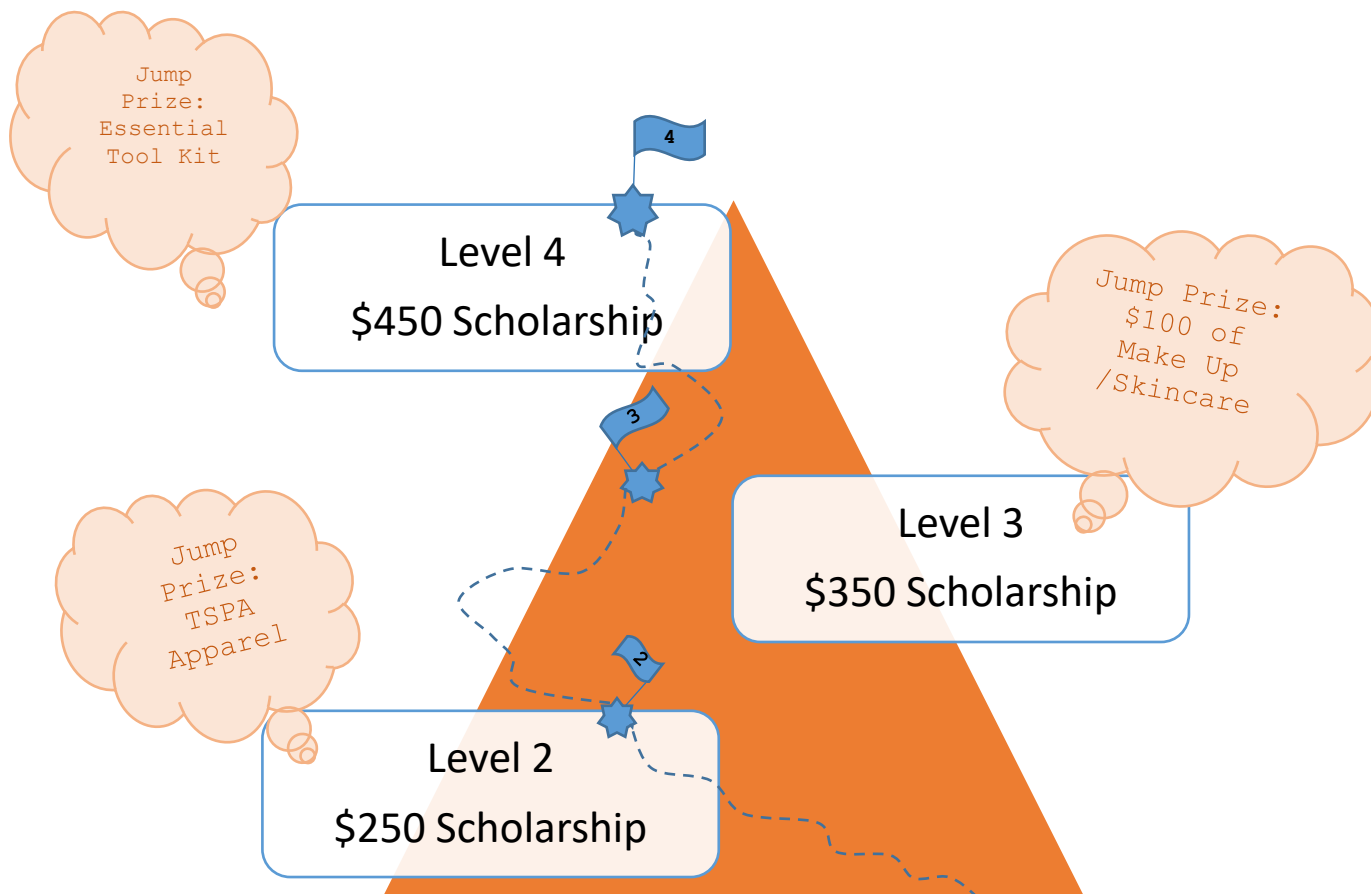 Jump
Prize:
Essential
Tool Kit
4
Level 4
$450 Scholarship
Jump Prize:
$100 of
Make Up
/Skincare
3
Level 3
$350 Scholarship
Jump
Prize:
TSPA
Apparel
2
Level 2
$250 Scholarship